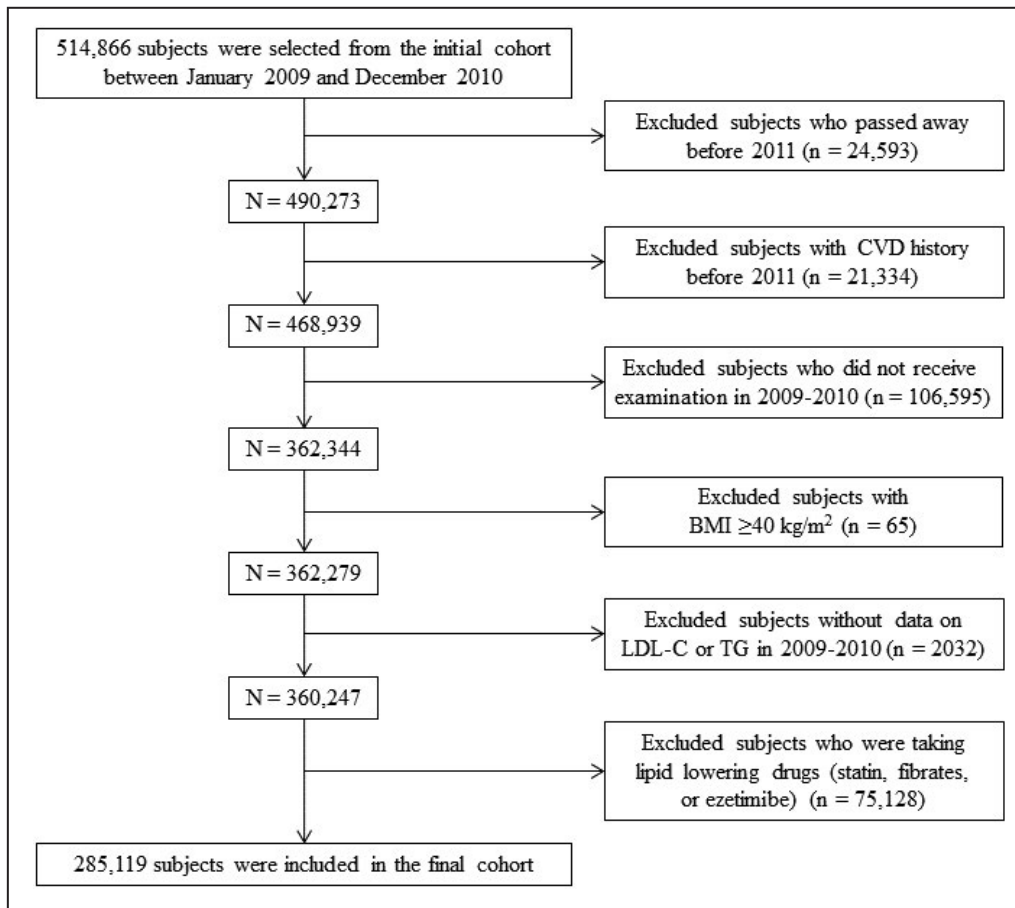 514,866 subjects were selected from the initial cohort
between January 2009 and December 2010
Excluded subjects who passed away
before 2011 (n = 24,593)
N = 490,273
Excluded subjects with CVD history
before 2011 (n = 21,334)
N = 468,939
Excluded subjects who did not receive
examination in 2009-2010 (n = 106,595)
N = 362,344
Excluded subjects with
BMI ≥40 kg/m² (n = 65)
N = 362,279
Excluded subjects without data on
LDL-C or TG in 2009-2010 (n = 2032)
N = 360,247
Excluded subjects who were taking
lipid lowering drugs (statin, fibrates,
or ezetimibe) (n = 75,128)
285,119 subjects were included in the final cohort